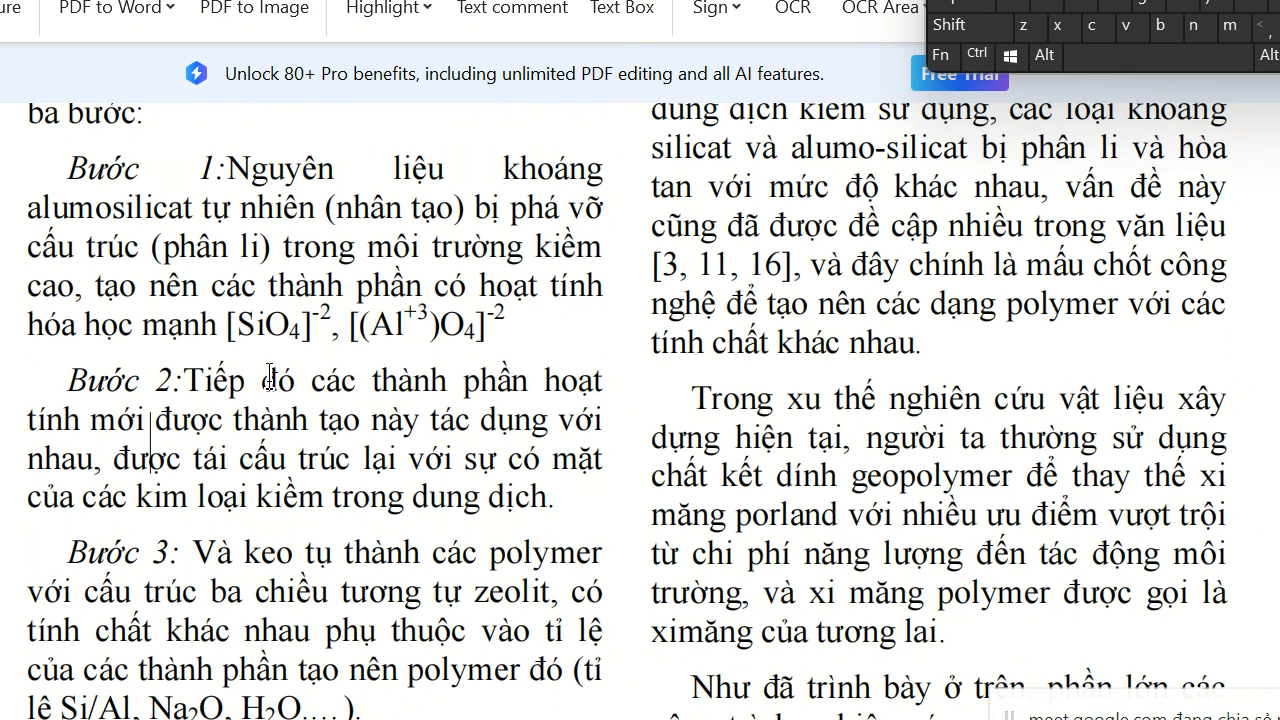 ure PDF to Word PDF to Image Highlight Text comment Text Box Sign OCR OCR Area
Shift z x c v b n m < ,
Fn Ctrl Alt Alt
Unlock 80+ Pro benefits, including unlimited PDF editing and all AI features. Free Trial
ba bước:
Bước 1:Nguyên liệu khoáng
alumosilicat tự nhiên (nhân tạo) bị phá vỡ
cấu trúc (phân li) trong môi trường kiềm
cao, tạo nên các thành phần có hoạt tính
hóa học mạnh [SiO₄]⁻², [(Al⁺³)O₄]⁻²
Bước 2:Tiếp đó các thành phần hoạt
tính mới được thành tạo này tác dụng với
nhau, được tái cấu trúc lại với sự có mặt
của các kim loại kiềm trong dung dịch.
Bước 3: Và keo tụ thành các polymer
với cấu trúc ba chiều tương tự zeolit, có
tính chất khác nhau phụ thuộc vào tỉ lệ
của các thành phần tạo nên polymer đó (tỉ
lệ Si/Al, Na₂O, H₂O.... ).
dung dịch kiềm sử dụng, các loại khoáng
silicat và alumo-silicat bị phân li và hòa
tan với mức độ khác nhau, vấn đề này
cũng đã được đề cập nhiều trong văn liệu
[3, 11, 16], và đây chính là mấu chốt công
nghệ để tạo nên các dạng polymer với các
tính chất khác nhau.
Trong xu thế nghiên cứu vật liệu xây
dựng hiện tại, người ta thường sử dụng
chất kết dính geopolymer để thay thế xi
măng porland với nhiều ưu điểm vượt trội
từ chi phí năng lượng đến tác động môi
trường, và xi măng polymer được gọi là
ximăng của tương lai.
Như đã trình bày ở trên, phần lớn các
meet.google.com đang chia sẻ